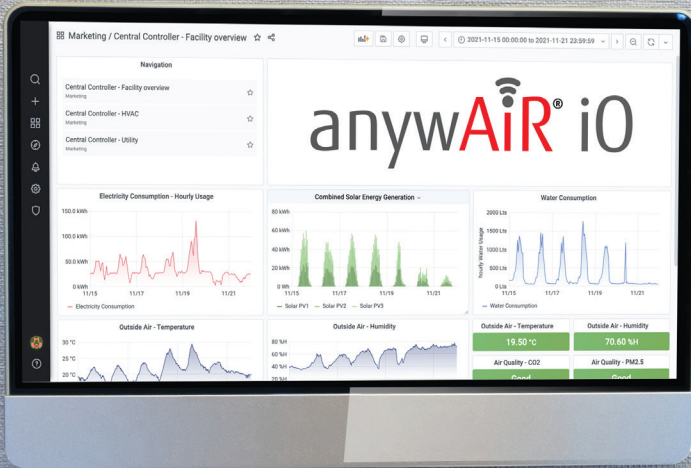 Marketing / Central Controller - Facility overview
2021-11-15 00:00:00 to 2021-11-21 23:59:59
Navigation
Central Controller - Facility overview
Marketing
Central Controller - HVAC
Marketing
Central Controller - Utility
Marketing
anywAiR® iO
Electricity Consumption - Hourly Usage
150.0 kWh
100.0 kWh
50.0 kWh
0 kWh
11/15 11/17 11/19 11/21
Electricity Consumption
Combined Solar Energy Generation
80 kWh
60 kWh
40 kWh
20 kWh
0 Wh
11/15 11/17 11/19 11/21
Solar PV1 Solar PV2 Solar PV3
Water Consumption
hourly Water Usage
2000 Lts
1500 Lts
1000 Lts
500 Lts
0 Lts
11/15 11/17 11/19 11/21
Water Consumption
Outside Air - Temperature
30 °C
25 °C
20 °C
Outside Air - Humidity
80 %H
60 %H
40 %H
20 %H
Outside Air - Temperature
19.50 °C
Outside Air - Humidity
70.60 %H
Air Quality - CO2
Good
Air Quality - PM2.5
Good